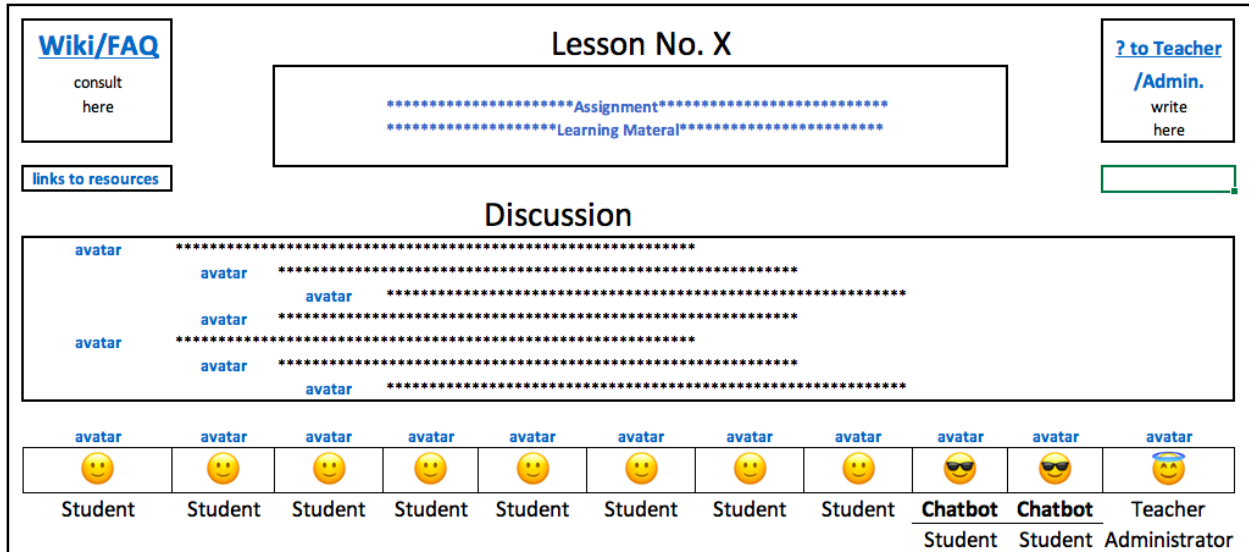 Wiki/FAQ
consult
here
Lesson No. X
? to Teacher
/Admin.
write
here
**********************Assignment***************************
********************Learning Materal************************
links to resources
Discussion
avatar *************************************************************
avatar *************************************************************
avatar *************************************************************
avatar *************************************************************
avatar *************************************************************
avatar *************************************************************
avatar *************************************************************
avatar avatar avatar avatar avatar avatar avatar avatar avatar avatar avatar
Student Student Student Student Student Student Student Student Chatbot Chatbot Teacher
Student Student Administrator